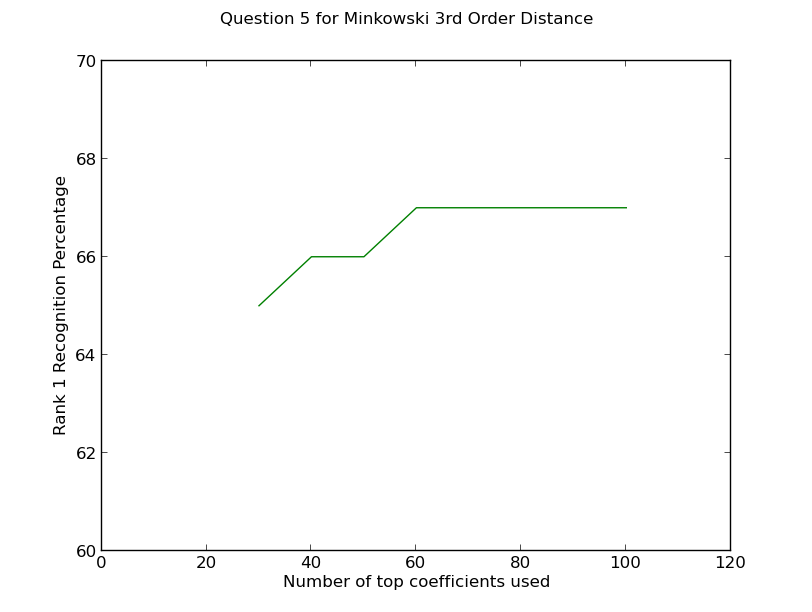 Question 5 for Minkowski 3rd Order Distance
70
68
66
64
62
60
Rank 1 Recognition Percentage
0 20 40 60 80 100 120
Number of top coefficients used